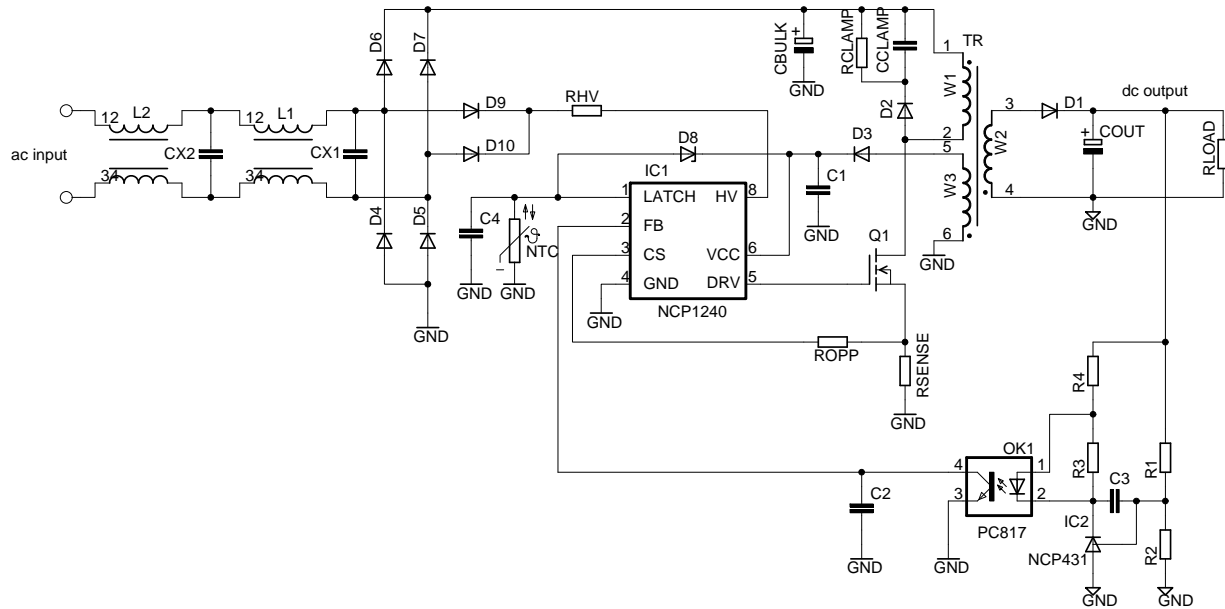 D6
D7
CBULK
+
RCLAMP
CCLAMP
TR
1
W1
2
GND
D2
12
L2
12
L1
D9
RHV
3
D1
dc output
ac input
CX2
CX1
D10
D8
D3
5
W3
6
W2
4
+
COUT
RLOAD
34
34
IC1
C1
GND
GND
GND
D4
D5
C4
NTC
ϑ
–
GND
GND
1
LATCH
HV
8
2
FB
3
CS
VCC
6
4
GND
DRV
5
NCP1240
GND
Q1
GND
ROPP
RSENSE
GND
R4
OK1
4
1
3
2
PC817
R3
R1
C3
C2
GND
GND
IC2
NCP431
R2
GND
GND